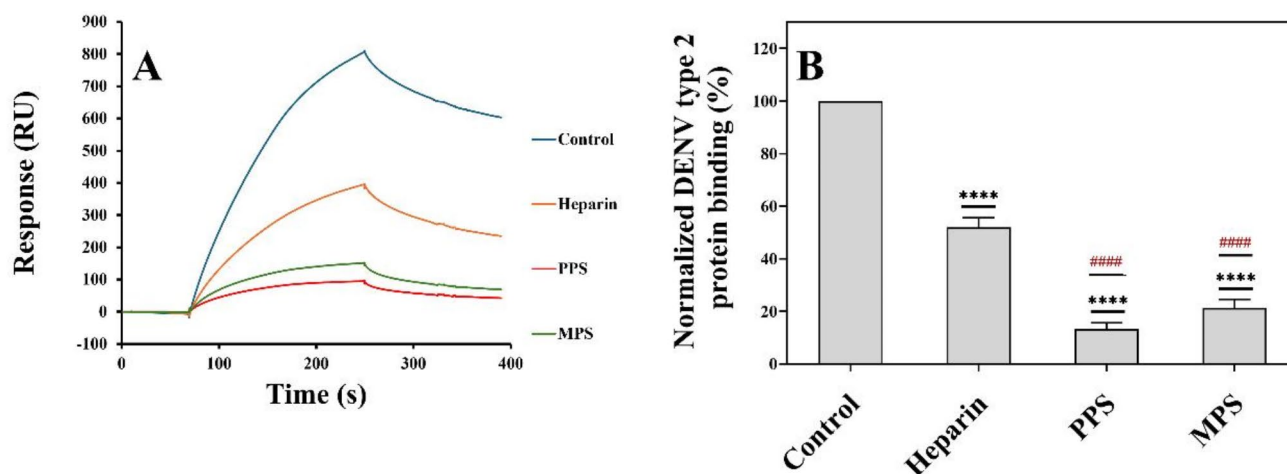 A
Response (RU)
900
800
700
600
500
400
300
200
100
0
-100
0
100
200
300
400
Time (s)
Control
Heparin
PPS
MPS
B
Normalized DENV type 2
protein binding (%)
120
100
80
60
40
20
0
****
####
****
####
****
Control
Heparin
PPS
MPS